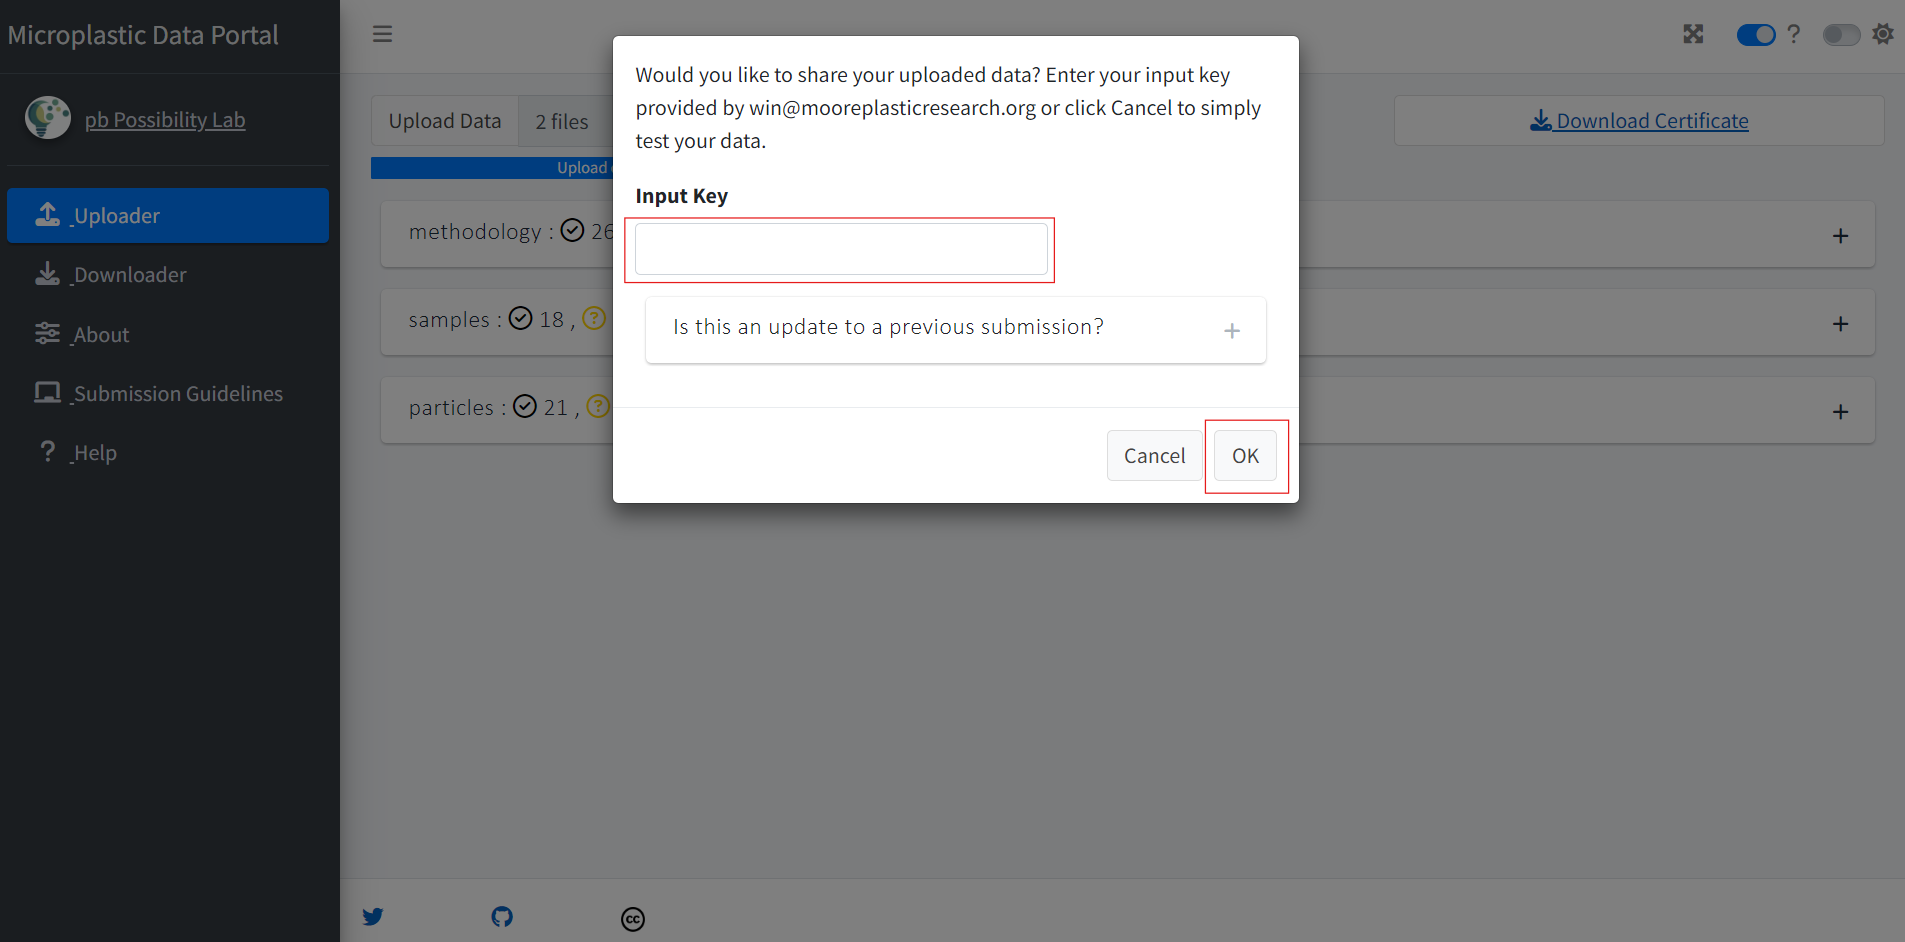 Microplastic Data Portal
pb Possibility Lab
Uploader
Downloader
About
Submission Guidelines
? Help
?
Upload Data
2 files
Download Certificate
Upload
methodology : 26
samples : 18 , ?
particles : 21 , ?
Would you like to share your uploaded data? Enter your input key
provided by win@mooreplasticresearch.org or click Cancel to simply
test your data.
Input Key
Is this an update to a previous submission?
Cancel
OK
cc